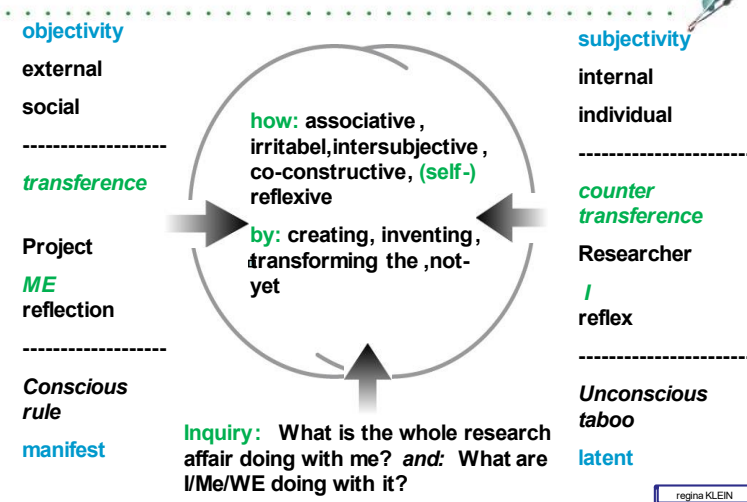 objectivity
external
social
-------------------
transference
Project
ME
reflection
-------------------
Conscious
rule
manifest
how: associative ,
irritabel,intersubjective ,
co-constructive, (self-)
reflexive
by: creating, inventing,
transforming the ,not-
yet
Inquiry: What is the whole research
affair doing with me? and: What are
I/Me/WE doing with it?
subjectivity
internal
individual
-----------------------
counter
transference
Researcher
I
reflex
-----------------------
Unconscious
taboo
latent
regina KLEIN